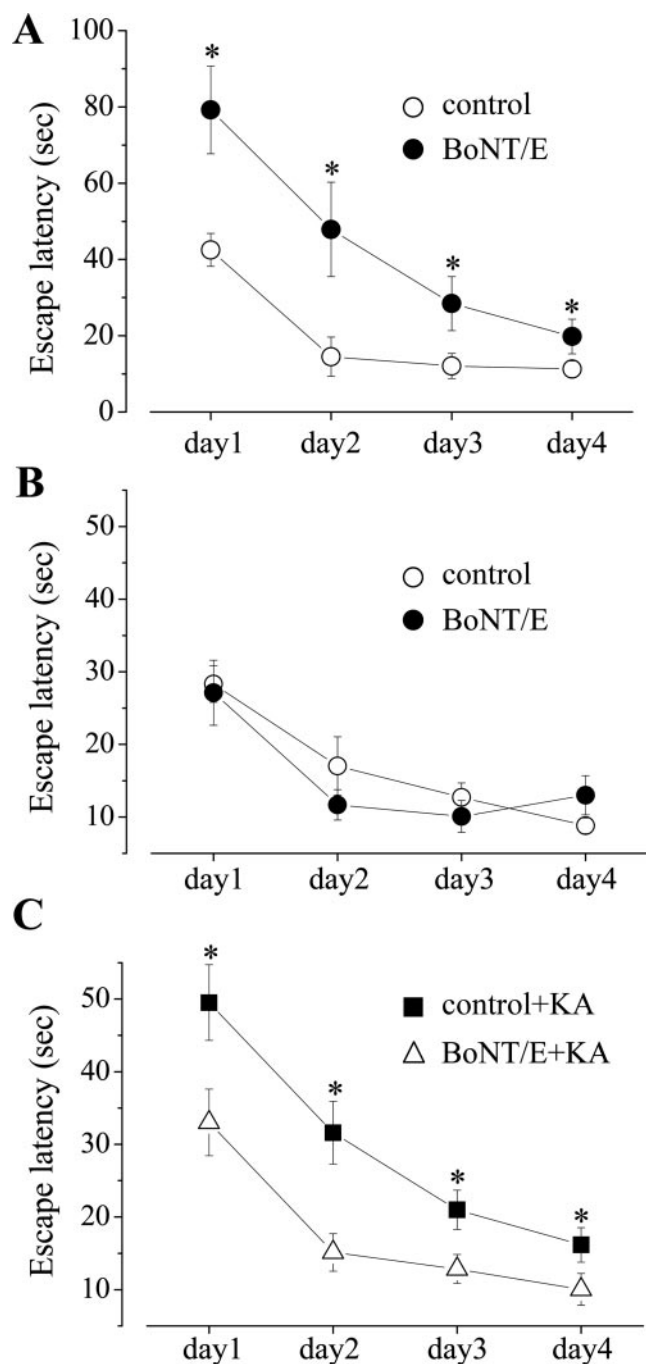 A
100
80
60
40
20
0
Escape latency (sec)
* * * *
control
BoNT/E
day1 day2 day3 day4
B
50
40
30
20
10
Escape latency (sec)
control
BoNT/E
day1 day2 day3 day4
C
50
40
30
20
10
Escape latency (sec)
* * * *
control+KA
BoNT/E+KA
day1 day2 day3 day4